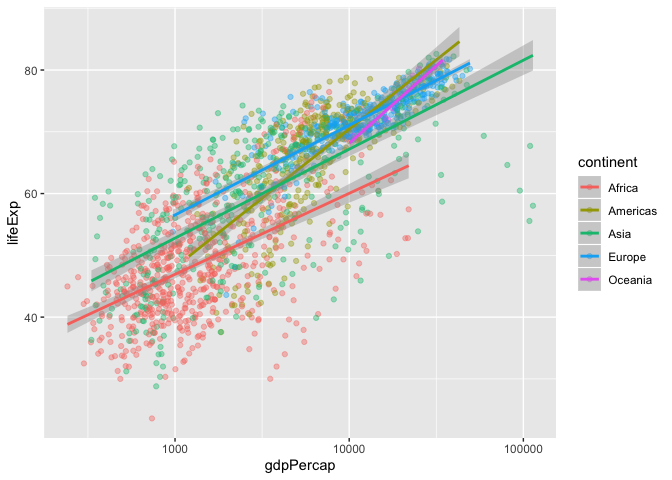 80
60
40
lifeExp
1000
10000
100000
gdpPercap
continent
Africa
Americas
Asia
Europe
Oceania